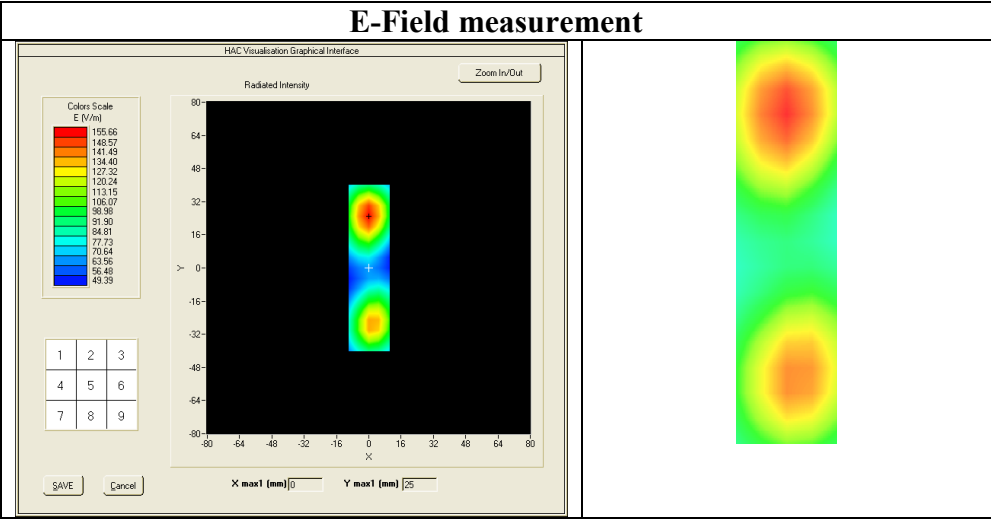 E-Field measurement
HAC Visualisation Graphical Interface
Zoom In/Out
Radiated Intensity
Colors Scale
E (V/m)
155.66
148.57
141.49
134.40
127.32
120.24
113.15
106.07
98.98
91.90
84.81
77.73
70.64
63.56
56.48
49.39
80
64
48
32
16
0
-16
-32
-48
-64
-80
Y
-80 -64 -48 -32 -16 0 16 32 48 64 80
X
1 2 3
4 5 6
7 8 9
SAVE Cancel
X max1 (mm) 0 Y max1 (mm) 25